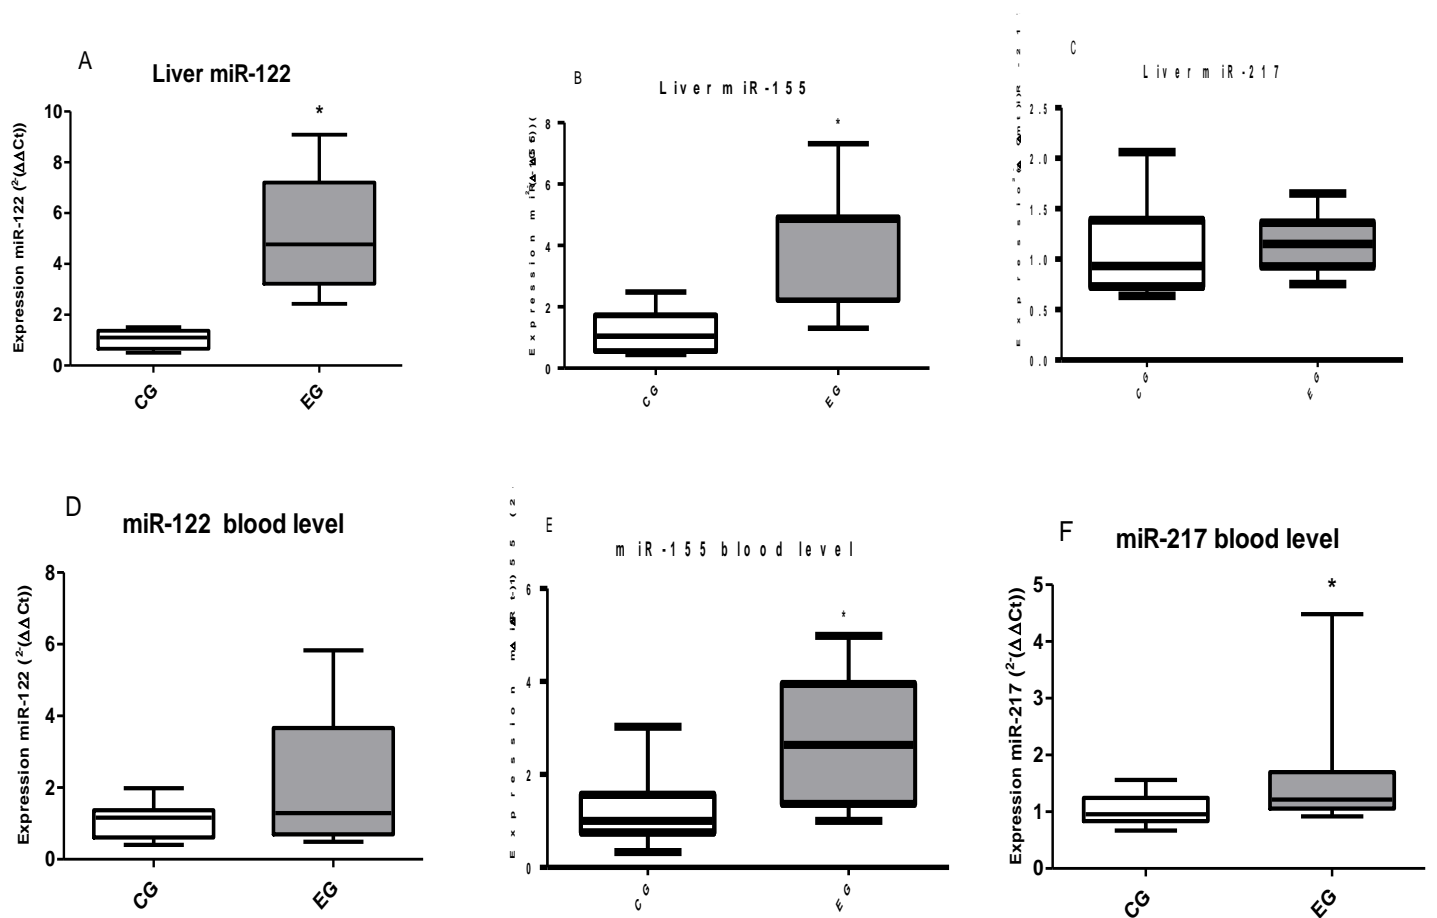 A
Liver miR-122
*
Expression miR-122 (2-(ΔΔCt))
10
8
6
4
2
0
CG
EG
B
Liver miR-155
*
8
6
4
2
0
CG
EG
C
Liver miR-217
2.5
2.0
1.5
1.0
0.5
0.0
CG
EG
D
miR-122 blood level
Expression miR-122 (2-(ΔΔCt))
8
6
4
2
0
CG
EG
E
miR-155 blood level
*
6
4
2
0
CG
EG
F
miR-217 blood level
*
Expression miR-217 (2-(ΔΔCt))
5
4
3
2
1
0
CG
EG